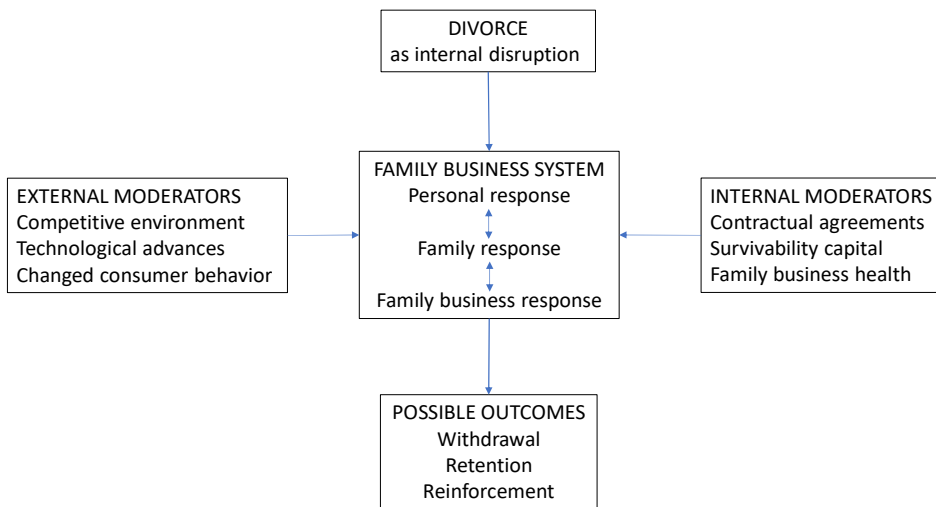 DIVORCE
as internal disruption
FAMILY BUSINESS SYSTEM
Personal response
Family response
Family business response
EXTERNAL MODERATORS
Competitive environment
Technological advances
Changed consumer behavior
INTERNAL MODERATORS
Contractual agreements
Survivability capital
Family business health
POSSIBLE OUTCOMES
Withdrawal
Retention
Reinforcement